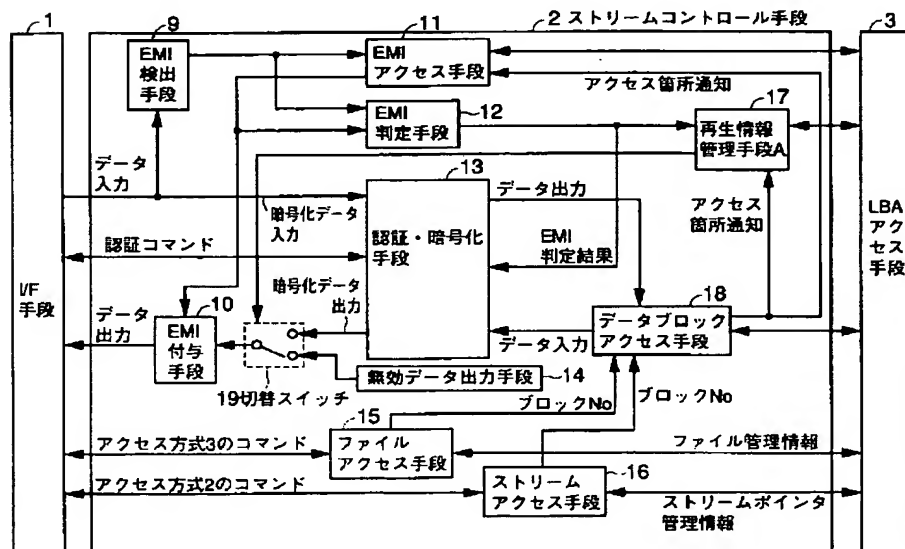 1
2 ストリームコントロール手段
3
9
EMI
検出
手段
11
EMI
アクセス手段
アクセス箇所通知
12
EMI
判定手段
17
再生情報
管理手段A
データ
入力
暗号化データ
入力
13
認証・暗号化
手段
データ出力
アクセス
箇所通知
LBA
アク
セス
手段
認証コマンド
EMI
判定結果
I/F
手段
データ
出力
10
EMI
付与
手段
暗号化データ
出力
18
データブロック
アクセス手段
データ入力
19切替スイッチ
無効データ出力手段
14
ブロックNo
ブロックNo
15
ファイル
アクセス手段
アクセス方式3のコマンド
ファイル管理情報
アクセス方式2のコマンド
16
ストリーム
アクセス手段
ストリームポインタ
管理情報